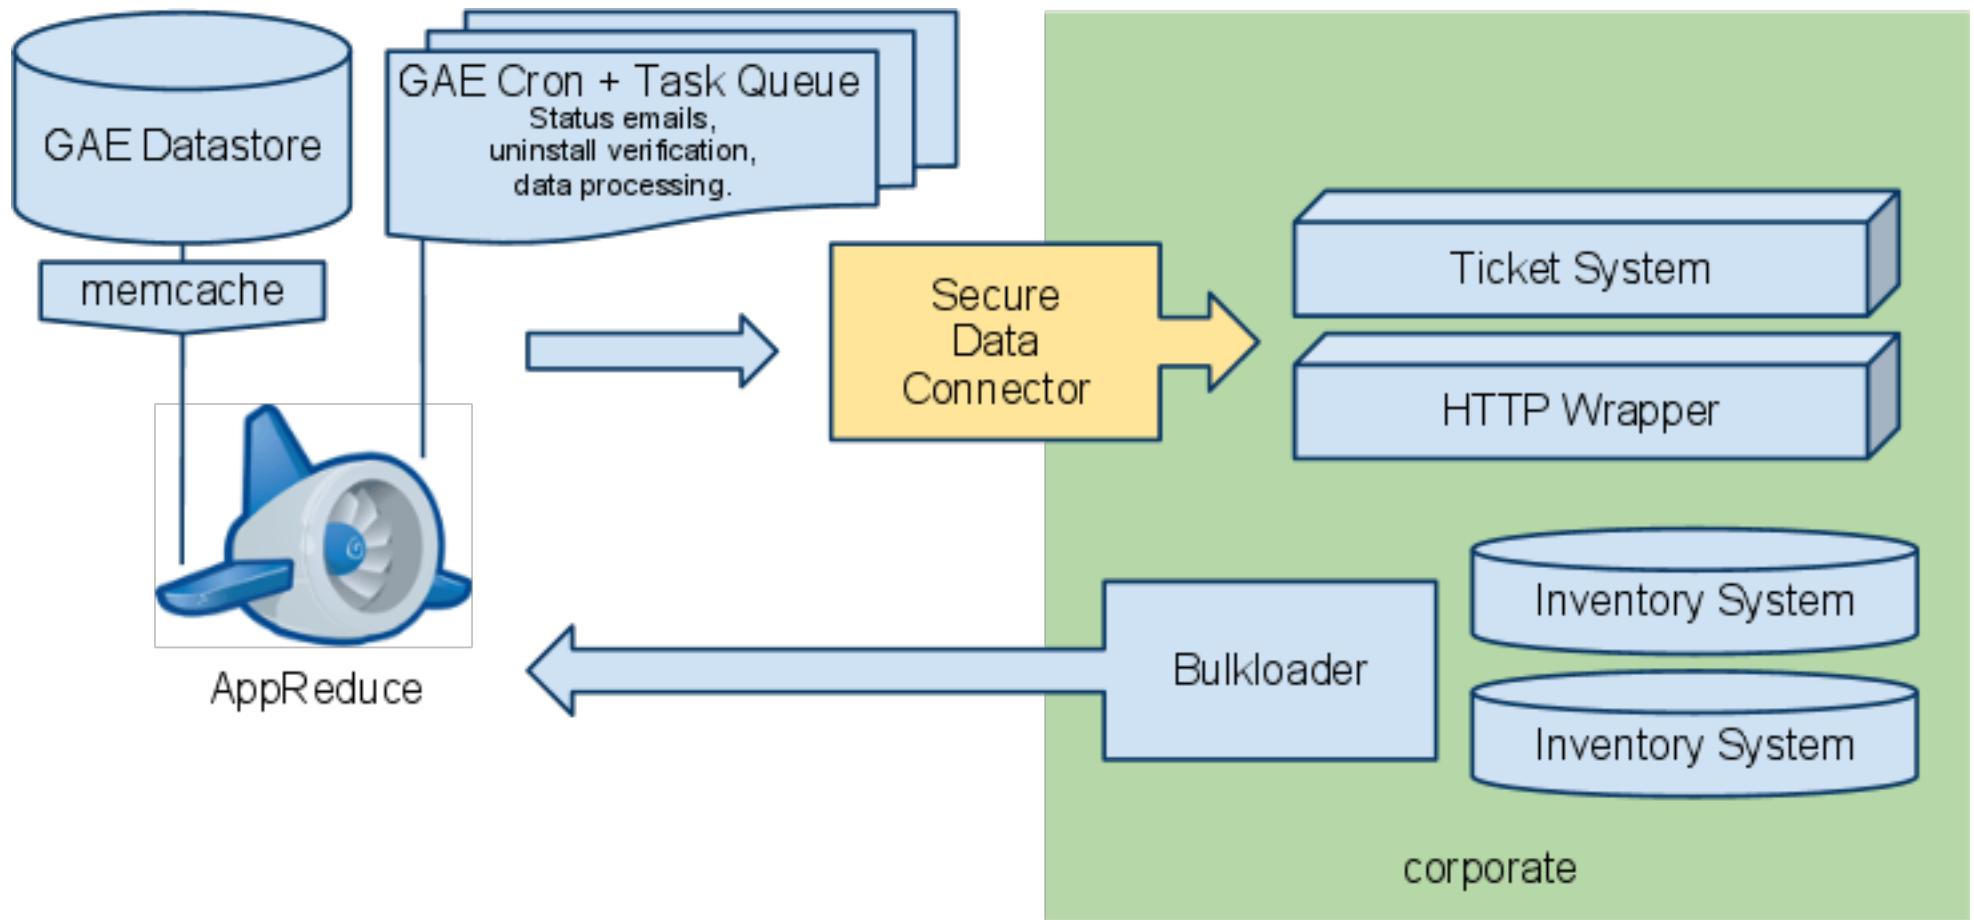 GAE Datastore
memcache
GAE Cron + Task Queue
Status emails,
uninstall verification,
data processing.
AppReduce
Secure
Data
Connector
Ticket System
HTTP Wrapper
Bulkloader
Inventory System
Inventory System
corporate